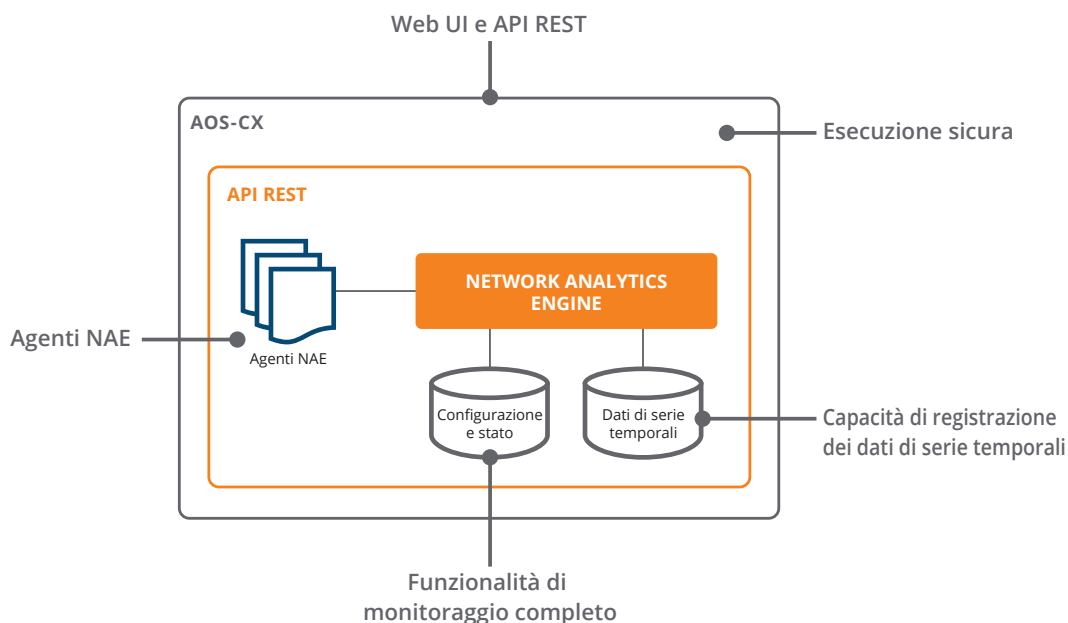 Web UI e API REST
AOS-CX
Esecuzione sicura
API REST
NETWORK ANALYTICS
ENGINE
Agenti NAE
Agenti NAE
Configurazione
e stato
Dati di serie
temporali
Capacità di registrazione
dei dati di serie temporali
Funzionalità di
monitoraggio completo